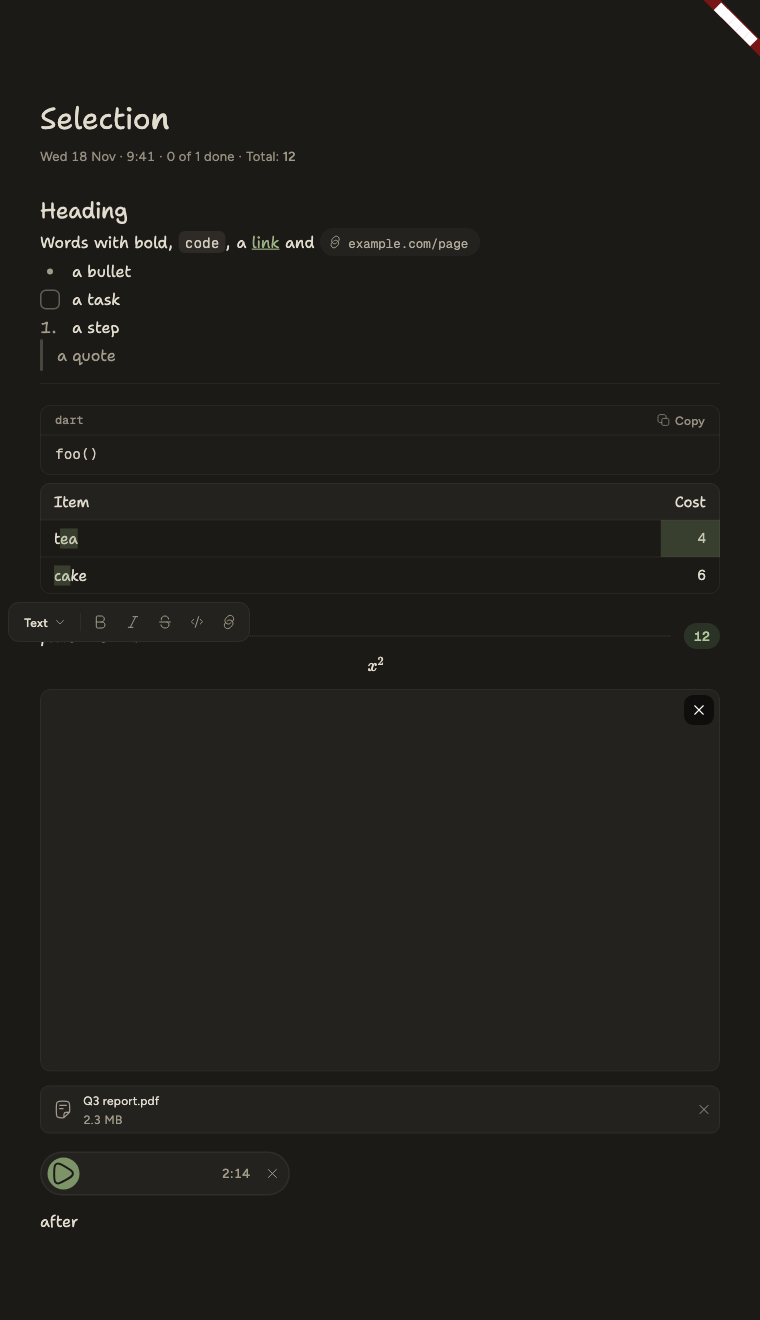 Selection
Wed 18 Nov · 9:41 · 0 of 1 done · Total: 12
Heading
Words with bold, code, a link and example.com/page
• a bullet
a task
1. a step
a quote
dart Copy
foo()
Item Cost
tea 4
cake 6
Text B I S </>
12
x²
Q3 report.pdf
2.3 MB
2:14
after